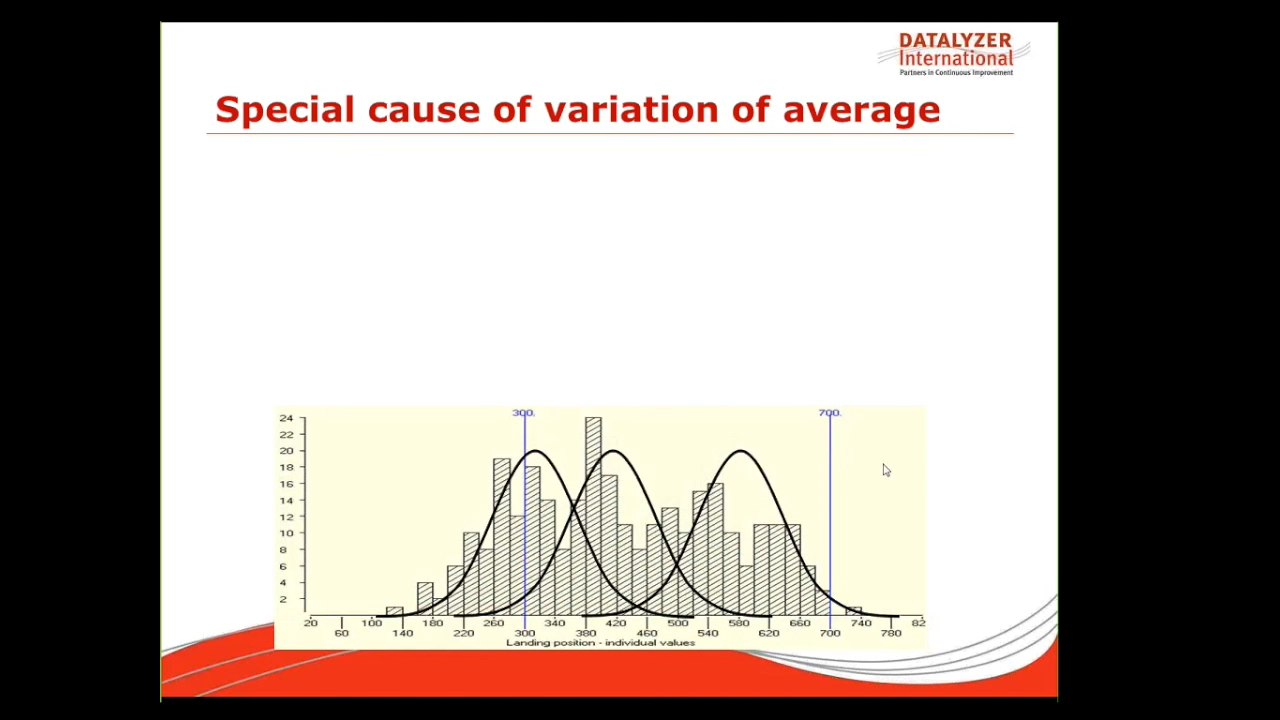 DATALYZER
International
Partners in Continuous Improvement
Special cause of variation of average
300. 700.
24
22
20
18
16
14
12
10
8
6
4
2
20 100 180 260 340 420 500 580 660 740 82
60 140 220 300 380 460 540 620 700 780
Landing position - individual values